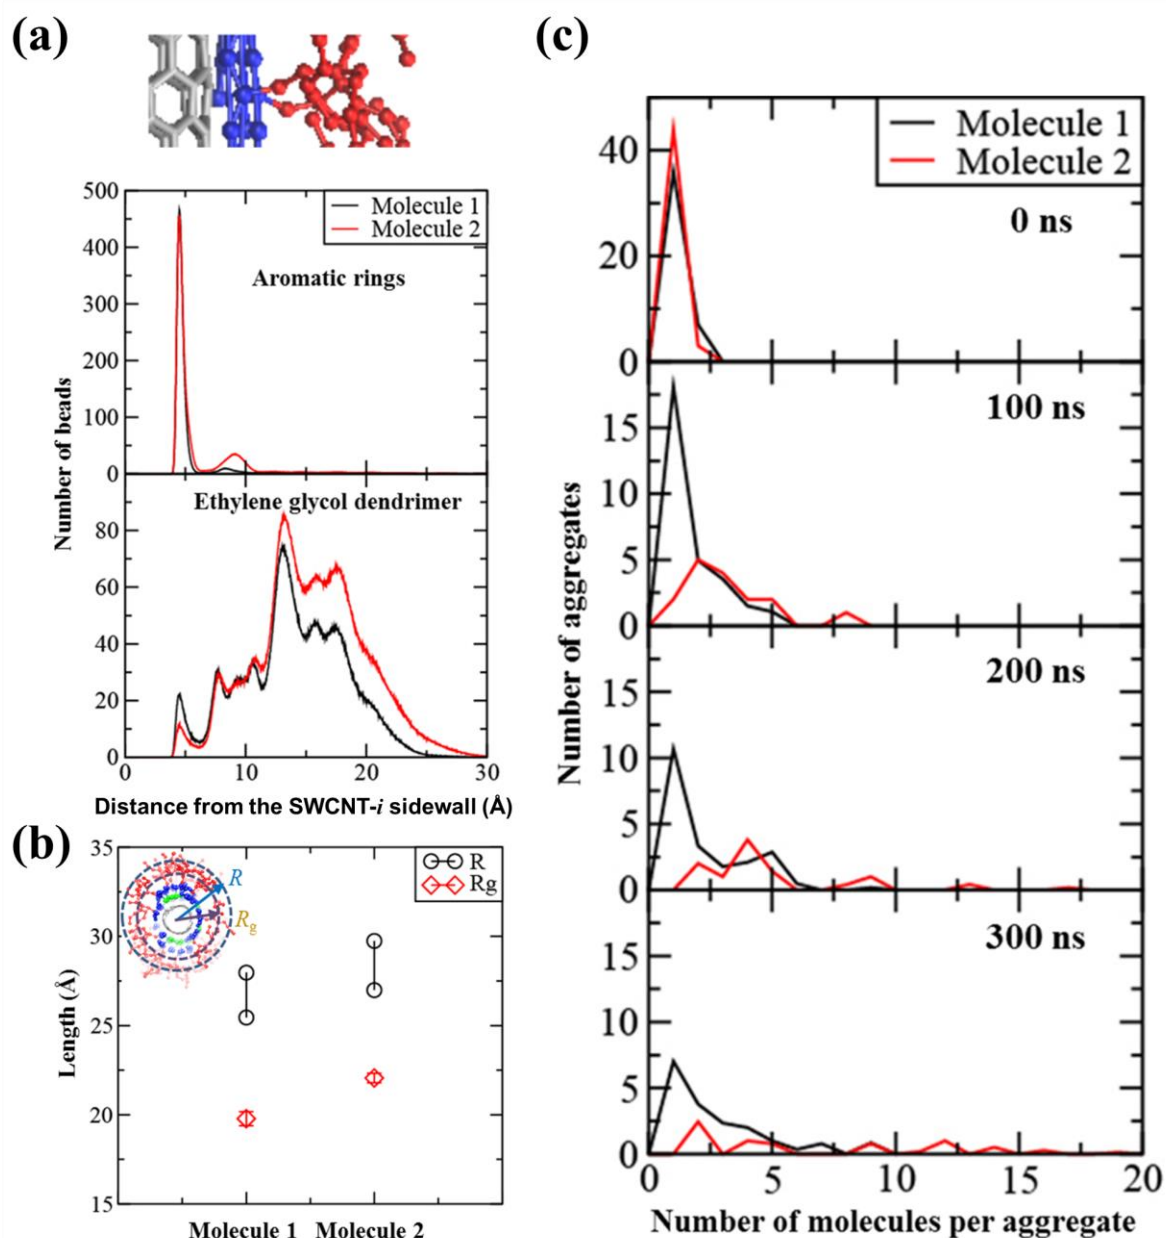 (a)
500
400
300
200
100
0
Molecule 1
Molecule 2
Aromatic rings
Number of beads
Ethylene glycol dendrimer
80
60
40
20
0
0 10 20 30
Distance from the SWCNT-i sidewall (Å)
(b)
35
30
25
20
15
R
Rg
R
Rg
Length (Å)
Molecule 1 Molecule 2
(c)
Molecule 1
Molecule 2
0 ns
40
20
0
100 ns
15
10
5
0
Number of aggregates
200 ns
15
10
5
0
300 ns
15
10
5
0
0 5 10 15 20
Number of molecules per aggregate